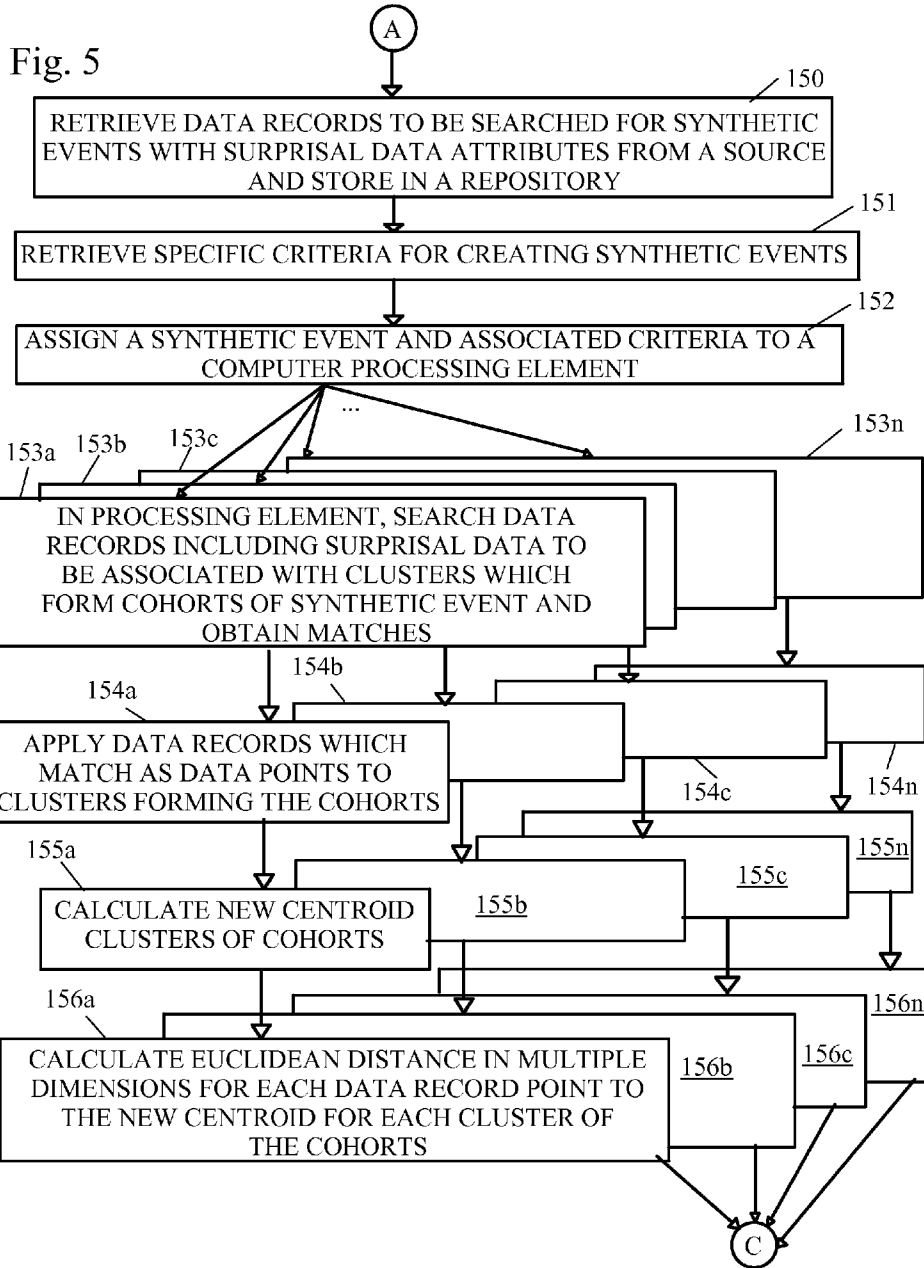 A
Fig. 5
150
RETRIEVE DATA RECORDS TO BE SEARCHED FOR SYNTHETIC
EVENTS WITH SURPRISAL DATA ATTRIBUTES FROM A SOURCE
AND STORE IN A REPOSITORY
151
RETRIEVE SPECIFIC CRITERIA FOR CREATING SYNTHETIC EVENTS
152
ASSIGN A SYNTHETIC EVENT AND ASSOCIATED CRITERIA TO A
COMPUTER PROCESSING ELEMENT
...
153a
153b
153c
153n
IN PROCESSING ELEMENT, SEARCH DATA
RECORDS INCLUDING SURPRISAL DATA TO
BE ASSOCIATED WITH CLUSTERS WHICH
FORM COHORTS OF SYNTHETIC EVENT AND
OBTAIN MATCHES
154a
154b
APPLY DATA RECORDS WHICH
MATCH AS DATA POINTS TO
CLUSTERS FORMING THE COHORTS
154c
154n
155a
CALCULATE NEW CENTROID
CLUSTERS OF COHORTS
155b
155c
155n
156a
CALCULATE EUCLIDEAN DISTANCE IN MULTIPLE
DIMENSIONS FOR EACH DATA RECORD POINT TO
THE NEW CENTROID FOR EACH CLUSTER OF
THE COHORTS
156b
156c
156n
C